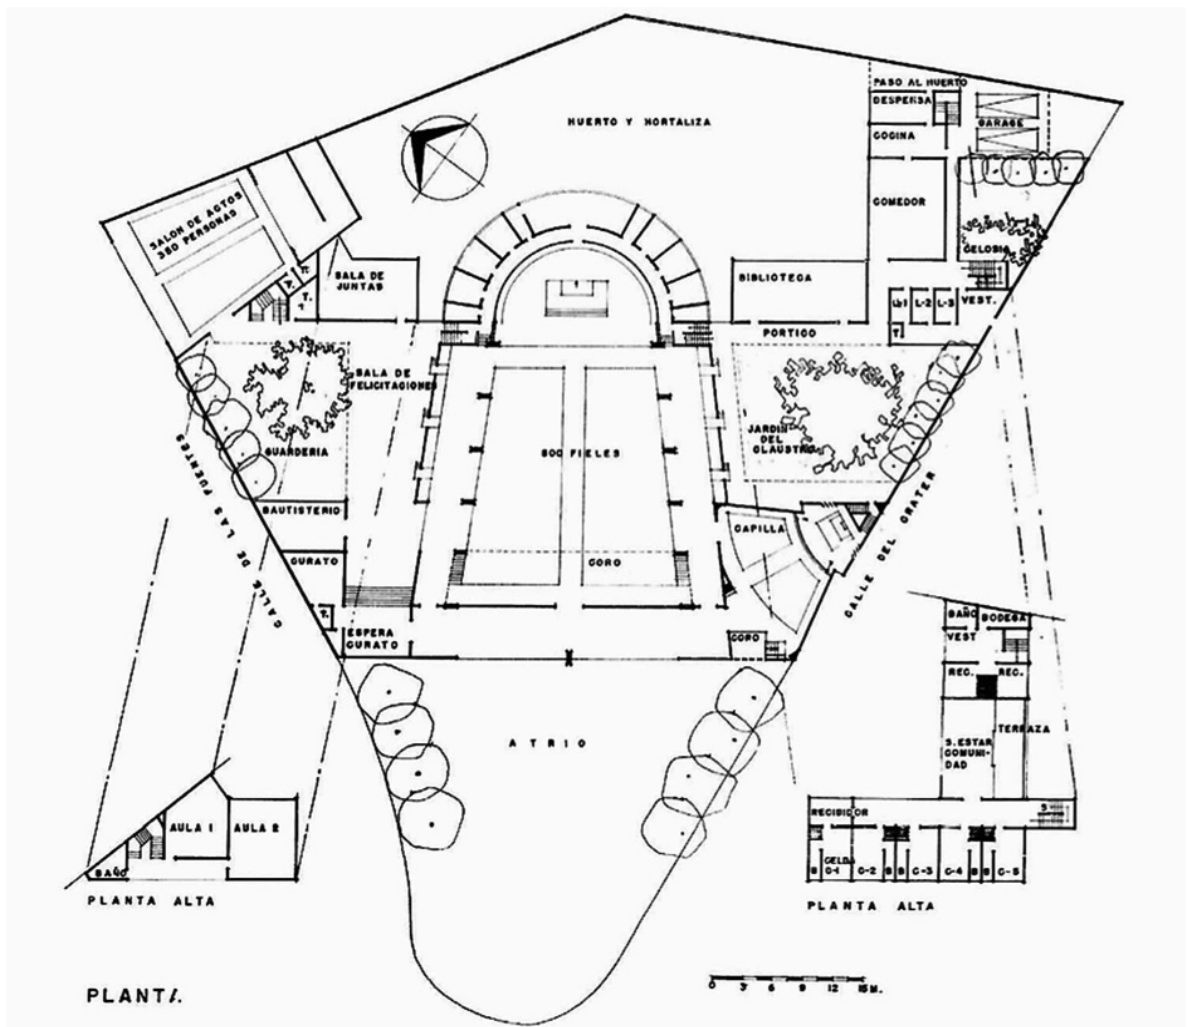 PASO AL HUERTO
DESPENSA
HUERTO Y HORTALIZA
GARAGE
COCINA
COMEDOR
SALON DE ACTOS
350 PERSONAS
CELOSIA
SALA DE
JUNTAS
BIBLIOTECA
T.
T.
T.
L-1
L-2
L-3
VEST.
PORTICO
T.
SALA DE
FELICITACIONES
JARDIN
DEL
CLAUSTRO
GUARDERIA
800 FIELES
CALLE DE LAS FUENTES
CALLE DEL CRATER
BAUTISTERIO
CAPILLA
CURATO
CORO
T.
ESPERA
CURATO
CORO
BAÑO
BODEGA
VEST
REC.
REC.
ATRIO
TERRAZA
S. ESTAR
COMUNI-
DAD
AULA 1
AULA 2
BAÑO
PLANTA ALTA
RECIBIDOR
S
B
CELDA
C-1
C-2
B
B
C-3
C-4
B
B
C-5
PLANTA ALTA
PLANTA
0 3 6 9 12 15 M.